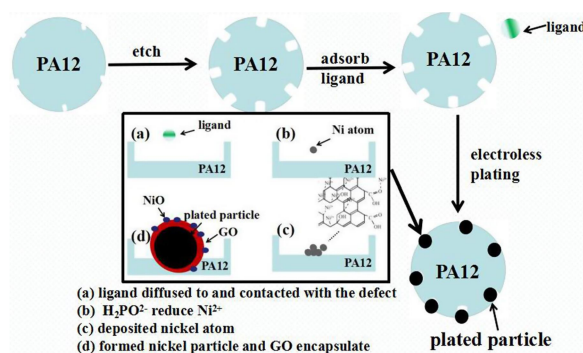 PA12
etch
PA12
adsorb
ligand
PA12
ligand
(a)
ligand
PA12
(b)
Ni atom
PA12
NiO
plated particle
GO
(d)
PA12
(c)
PA12
electroless
plating
PA12
plated particle
(a) ligand diffused to and contacted with the defect
(b) H₂PO²⁻ reduce Ni²⁺
(c) deposited nickel atom
(d) formed nickel particle and GO encapsulate